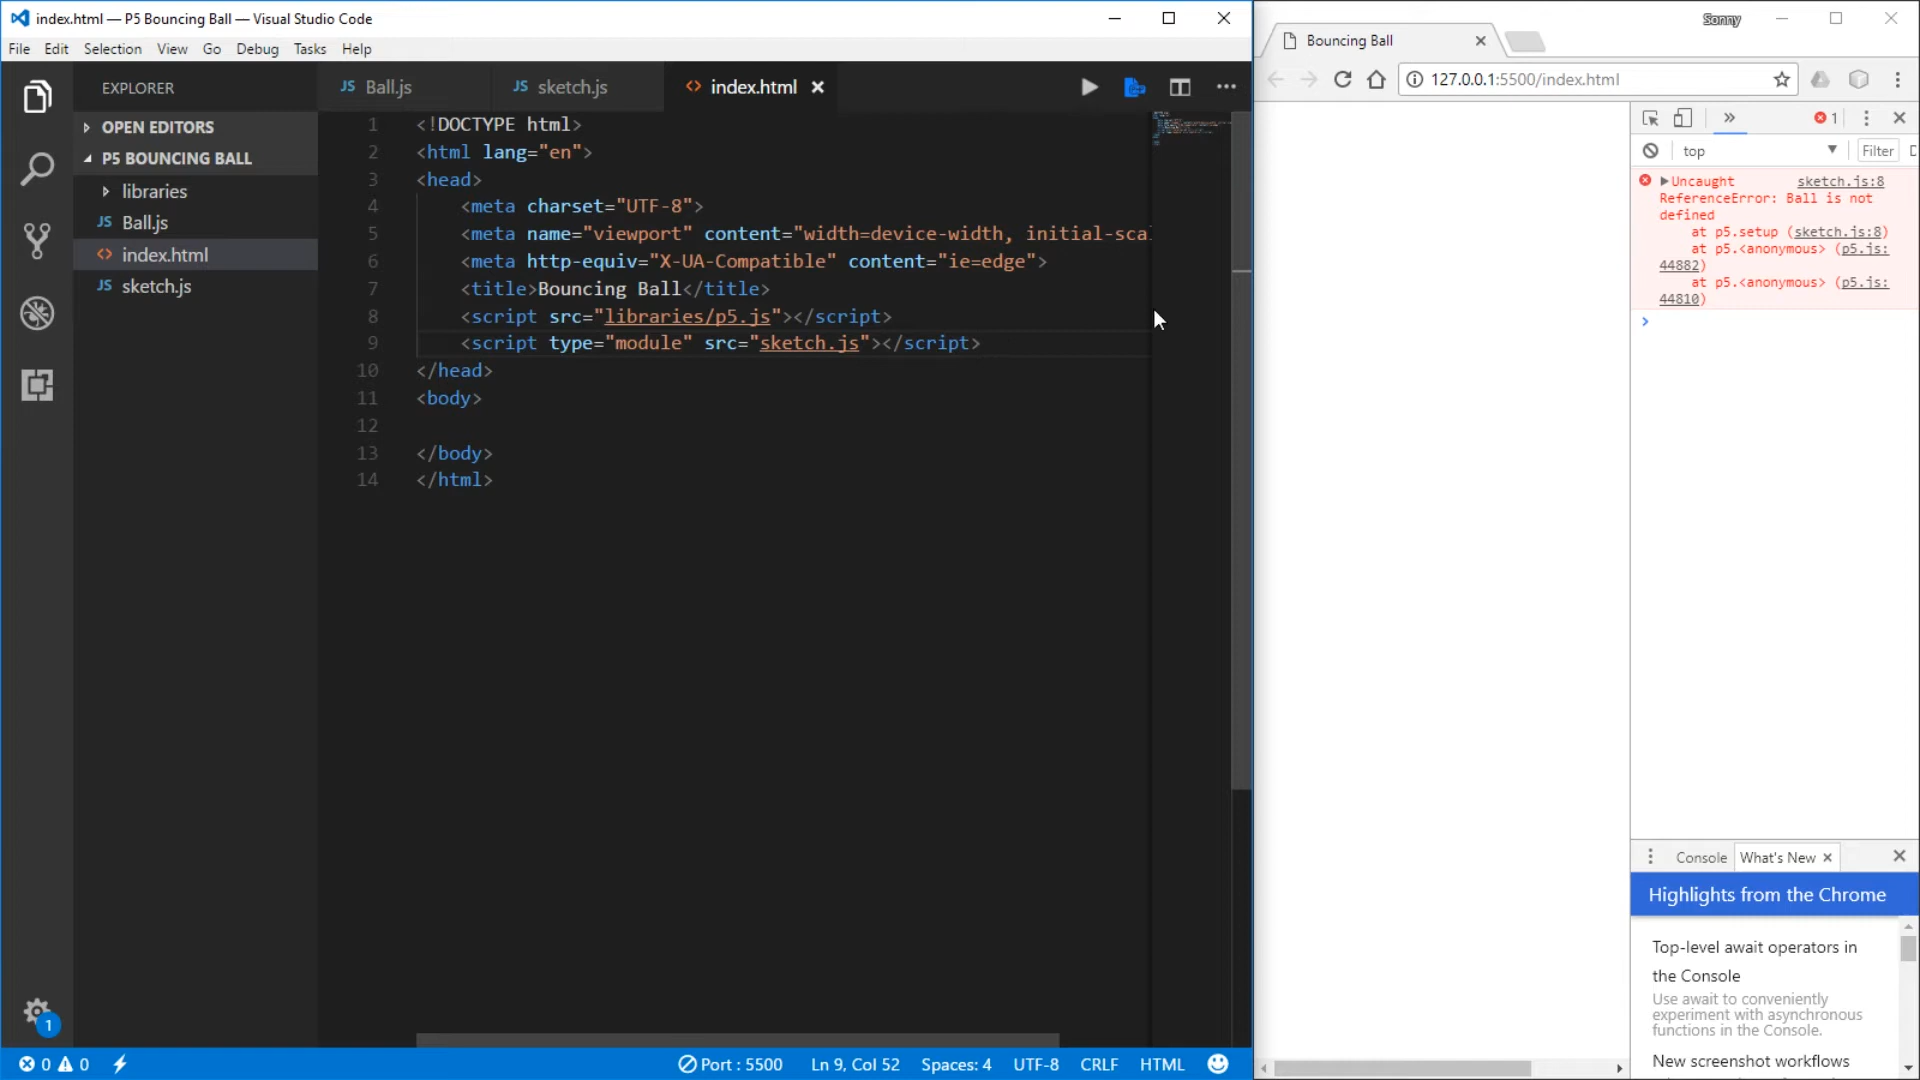 index.html — P5 Bouncing Ball — Visual Studio Code
File Edit Selection View Go Debug Tasks Help
EXPLORER
OPEN EDITORS
P5 BOUNCING BALL
libraries
JS Ball.js
<> index.html
JS sketch.js
1
JS Ball.js JS sketch.js <> index.html
1 <!DOCTYPE html>
2 <html lang="en">
3 <head>
4 <meta charset="UTF-8">
5 <meta name="viewport" content="width=device-width, initial-scal
6 <meta http-equiv="X-UA-Compatible" content="ie=edge">
7 <title>Bouncing Ball</title>
8 <script src="libraries/p5.js"></script>
9 <script type="module" src="sketch.js"></script>
10 </head>
11 <body>
12
13 </body>
14 </html>
0 0 Port : 5500 Ln 9, Col 52 Spaces: 4 UTF-8 CRLF HTML
Sonny
Bouncing Ball
127.0.0.1:5500/index.html
1
top Filter
Uncaught sketch.js:8
ReferenceError: Ball is not
defined
at p5.setup (sketch.js:8)
at p5.<anonymous> (p5.js:
44882)
at p5.<anonymous> (p5.js:
44810)
Console What's New
Highlights from the Chrome
Top-level await operators in
the Console
Use await to conveniently
experiment with asynchronous
functions in the Console.
New screenshot workflows